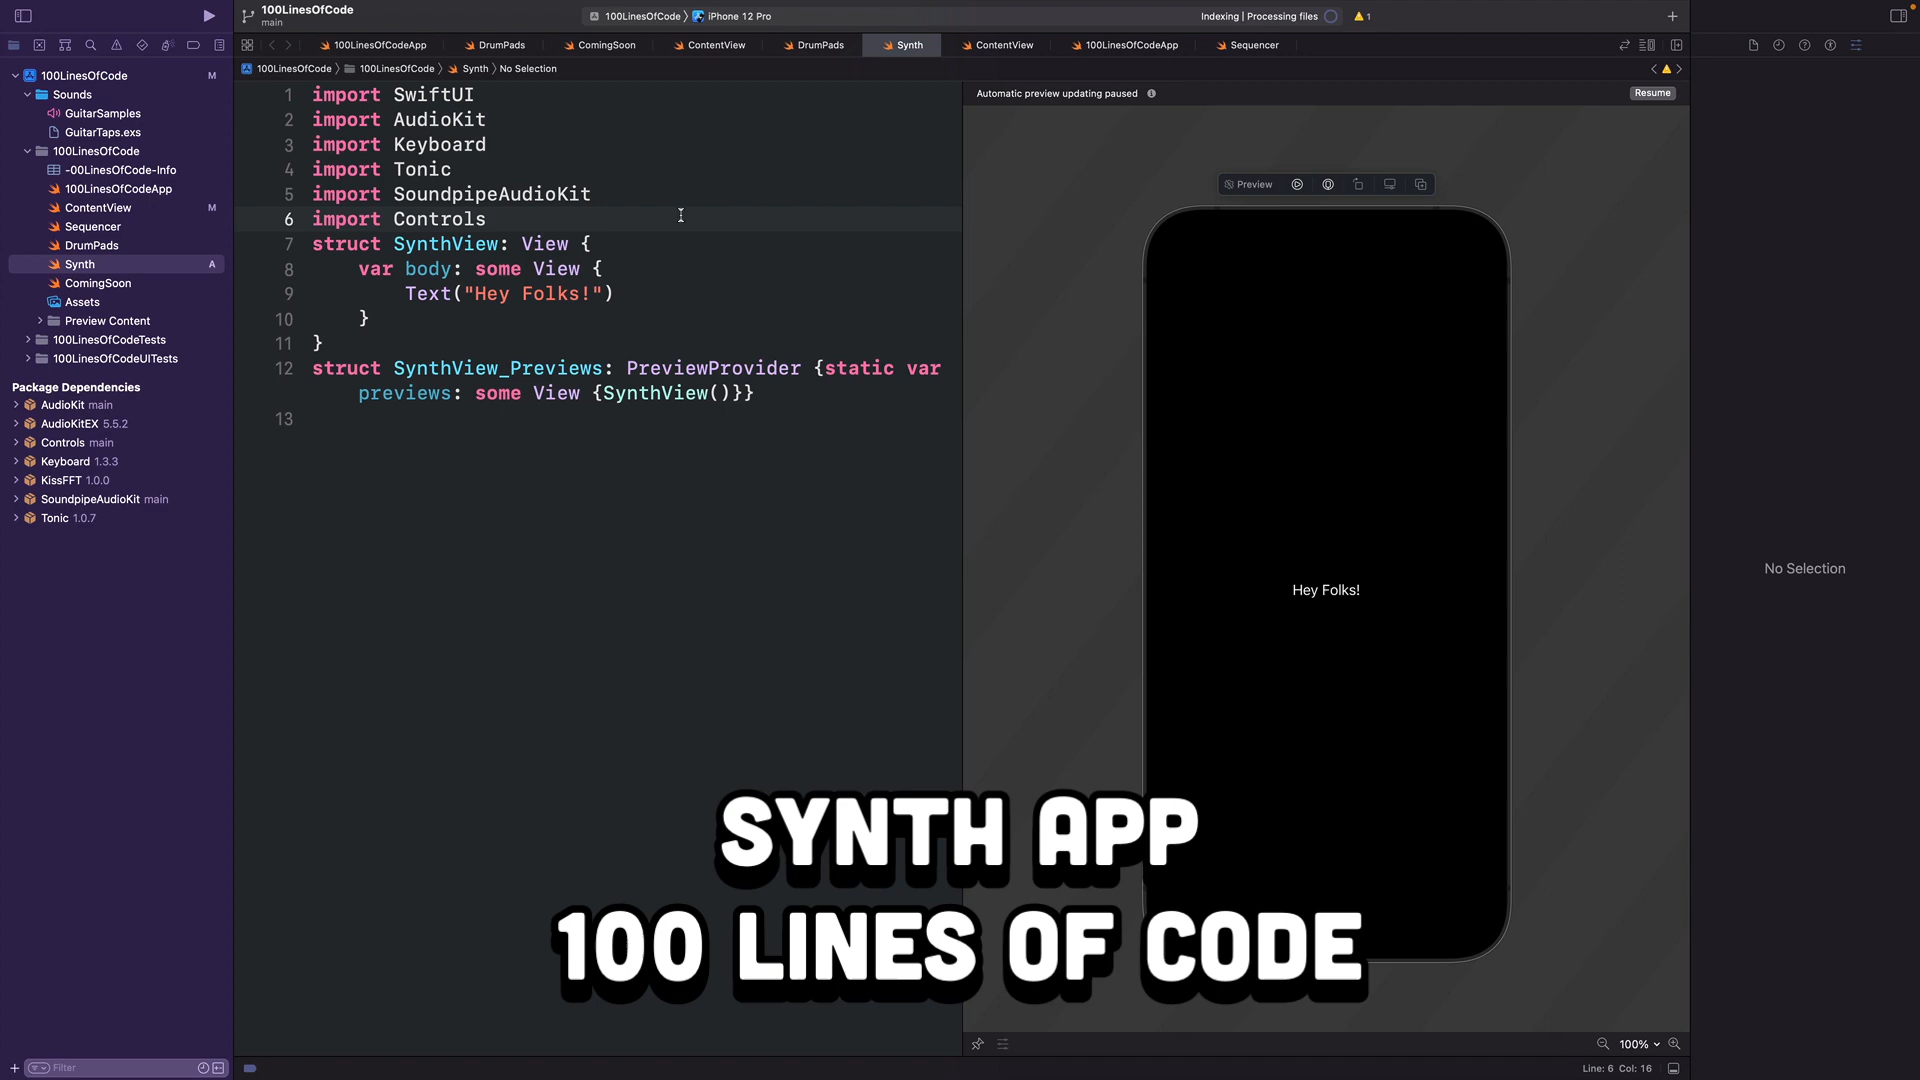 100LinesOfCode
main
100LinesOfCode
iPhone 12 Pro
Indexing | Processing files
1
100LinesOfCodeApp
DrumPads
ComingSoon
ContentView
DrumPads
Synth
ContentView
100LinesOfCodeApp
Sequencer
100LinesOfCode
100LinesOfCode
Synth
No Selection
100LinesOfCode M
Sounds
GuitarSamples
GuitarTaps.exs
100LinesOfCode
-00LinesOfCode-Info
100LinesOfCodeApp
ContentView M
Sequencer
DrumPads
Synth A
ComingSoon
Assets
Preview Content
100LinesOfCodeTests
100LinesOfCodeUITests
Package Dependencies
AudioKit main
AudioKitEX 5.5.2
Controls main
Keyboard 1.3.3
KissFFT 1.0.0
SoundpipeAudioKit main
Tonic 1.0.7
Filter
1 import SwiftUI
2 import AudioKit
3 import Keyboard
4 import Tonic
5 import SoundpipeAudioKit
6 import Controls
7 struct SynthView: View {
8 var body: some View {
9 Text("Hey Folks!")
10 }
11 }
12 struct SynthView_Previews: PreviewProvider {static var
previews: some View {SynthView()}}
13
Automatic preview updating paused
Resume
Preview
Hey Folks!
No Selection
SYNTH APP
100 LINES OF CODE
100%
Line: 6 Col: 16